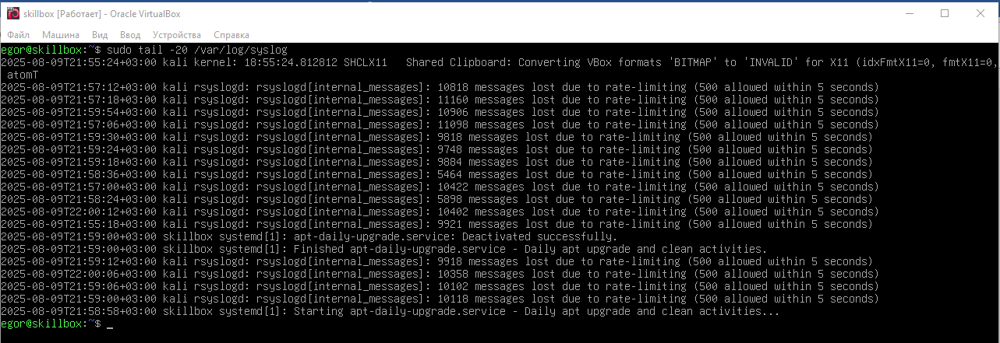 skillbox [Работает] - Oracle VirtualBox
Файл Машина Вид Ввод Устройства Справка
egor@skillbox:~$ sudo tail -20 /var/log/syslog
2025-08-09T21:55:24+03:00 kali kernel: 18:55:24.812812 SHCLX11   Shared Clipboard: Converting VBox formats 'BITMAP' to 'INVALID' for X11 (idxFmtX11=0, fmtX11=0,
 atomT
2025-08-09T21:57:12+03:00 kali rsyslogd: rsyslogd[internal_messages]: 10818 messages lost due to rate-limiting (500 allowed within 5 seconds)
2025-08-09T21:57:18+03:00 kali rsyslogd: rsyslogd[internal_messages]: 11160 messages lost due to rate-limiting (500 allowed within 5 seconds)
2025-08-09T21:59:54+03:00 kali rsyslogd: rsyslogd[internal_messages]: 10906 messages lost due to rate-limiting (500 allowed within 5 seconds)
2025-08-09T21:57:06+03:00 kali rsyslogd: rsyslogd[internal_messages]: 11098 messages lost due to rate-limiting (500 allowed within 5 seconds)
2025-08-09T21:59:30+03:00 kali rsyslogd: rsyslogd[internal_messages]: 9818 messages lost due to rate-limiting (500 allowed within 5 seconds)
2025-08-09T21:59:24+03:00 kali rsyslogd: rsyslogd[internal_messages]: 9748 messages lost due to rate-limiting (500 allowed within 5 seconds)
2025-08-09T21:59:18+03:00 kali rsyslogd: rsyslogd[internal_messages]: 9884 messages lost due to rate-limiting (500 allowed within 5 seconds)
2025-08-09T21:58:36+03:00 kali rsyslogd: rsyslogd[internal_messages]: 5464 messages lost due to rate-limiting (500 allowed within 5 seconds)
2025-08-09T21:57:00+03:00 kali rsyslogd: rsyslogd[internal_messages]: 10422 messages lost due to rate-limiting (500 allowed within 5 seconds)
2025-08-09T21:58:24+03:00 kali rsyslogd: rsyslogd[internal_messages]: 5898 messages lost due to rate-limiting (500 allowed within 5 seconds)
2025-08-09T22:00:12+03:00 kali rsyslogd: rsyslogd[internal_messages]: 10402 messages lost due to rate-limiting (500 allowed within 5 seconds)
2025-08-09T21:55:18+03:00 kali rsyslogd: rsyslogd[internal_messages]: 9921 messages lost due to rate-limiting (500 allowed within 5 seconds)
2025-08-09T21:59:00+03:00 skillbox systemd[1]: apt-daily-upgrade.service: Deactivated successfully.
2025-08-09T21:59:00+03:00 skillbox systemd[1]: Finished apt-daily-upgrade.service - Daily apt upgrade and clean activities.
2025-08-09T21:59:12+03:00 kali rsyslogd: rsyslogd[internal_messages]: 9918 messages lost due to rate-limiting (500 allowed within 5 seconds)
2025-08-09T22:00:06+03:00 kali rsyslogd: rsyslogd[internal_messages]: 10358 messages lost due to rate-limiting (500 allowed within 5 seconds)
2025-08-09T21:59:06+03:00 kali rsyslogd: rsyslogd[internal_messages]: 10102 messages lost due to rate-limiting (500 allowed within 5 seconds)
2025-08-09T21:59:00+03:00 kali rsyslogd: rsyslogd[internal_messages]: 10118 messages lost due to rate-limiting (500 allowed within 5 seconds)
2025-08-09T21:58:58+03:00 skillbox systemd[1]: Starting apt-daily-upgrade.service - Daily apt upgrade and clean activities...
egor@skillbox:~$ _